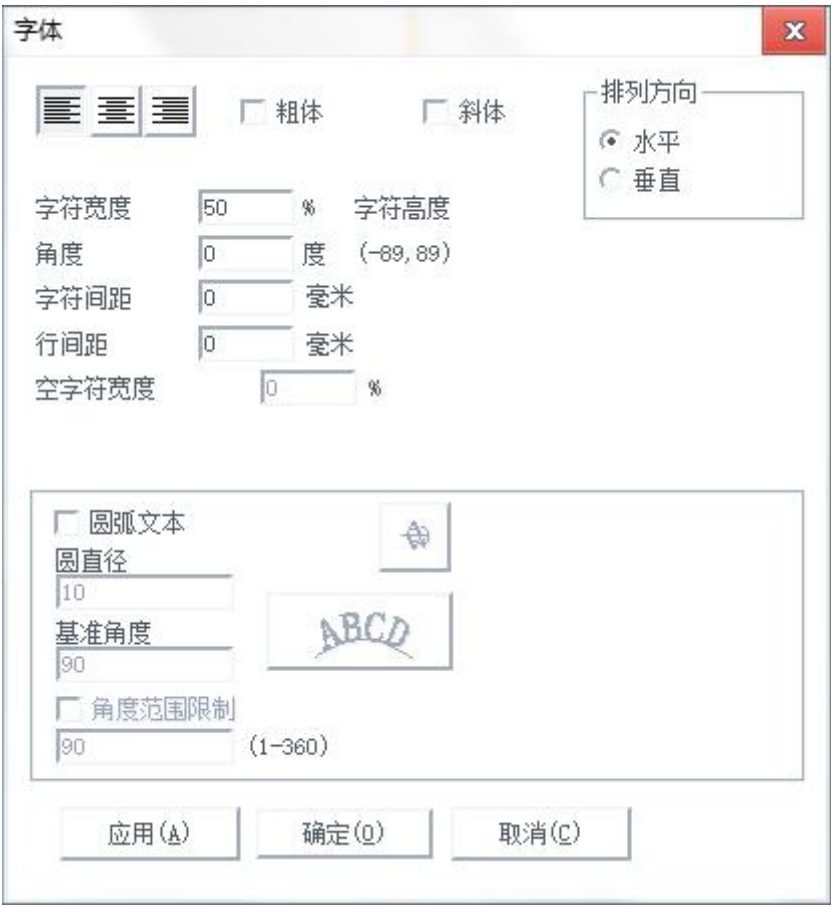 字体
粗体 斜体
排列方向
水平
垂直
字符宽度 50 % 字符高度
角度 0 度 (-89,89)
字符间距 0 毫米
行间距 0 毫米
空字符宽度 0 %
圆弧文本
圆直径
10
ABCD
基准角度
90
角度范围限制
90 (1-360)
应用(A) 确定(O) 取消(C)